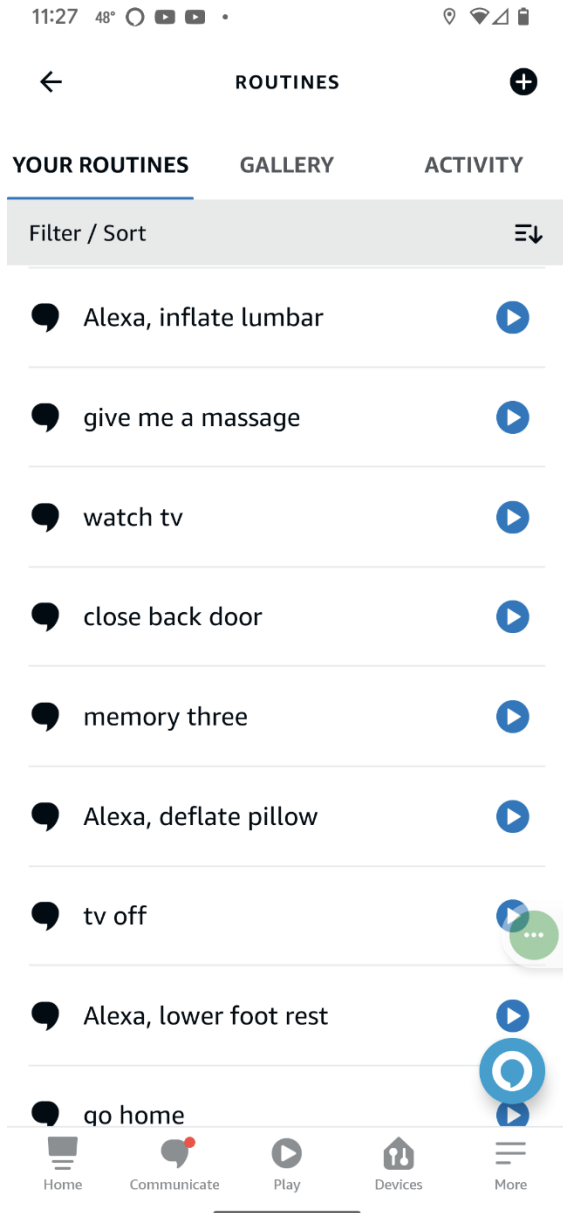 11:27 48°
ROUTINES
YOUR ROUTINES GALLERY ACTIVITY
Filter / Sort
Alexa, inflate lumbar
give me a massage
watch tv
close back door
memory three
Alexa, deflate pillow
tv off
Alexa, lower foot rest
go home
Home Communicate Play Devices More